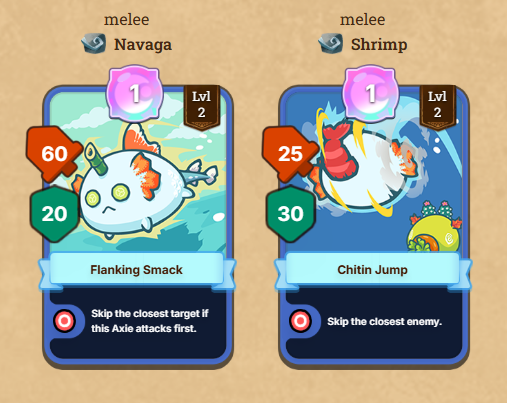 melee
Navaga
1
Lvl
2
60
20
Flanking Smack
Skip the closest target if
this Axie attacks first.
melee
Shrimp
1
Lvl
2
25
30
Chitin Jump
Skip the closest enemy.